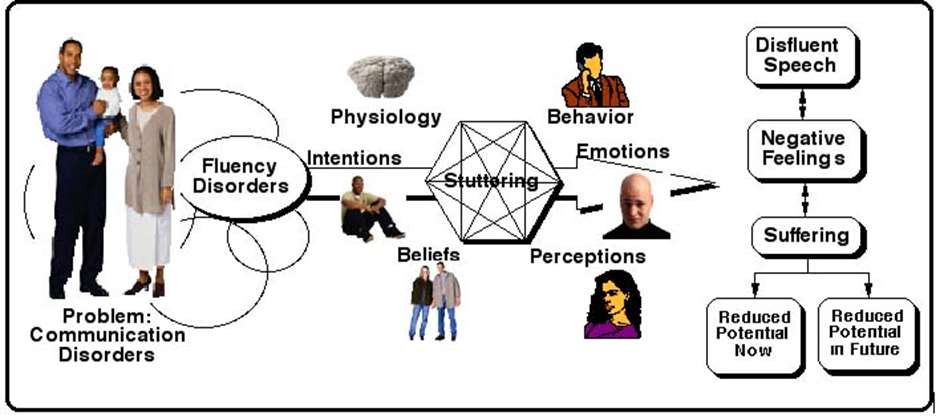 Problem:
Communication
Disorders
Fluency
Disorders
Physiology
Intentions
Beliefs
Stuttering
Behavior
Emotions
Perceptions
Disfluent
Speech
Negative
Feelings
Suffering
Reduced
Potential
Now
Reduced
Potential
in Future